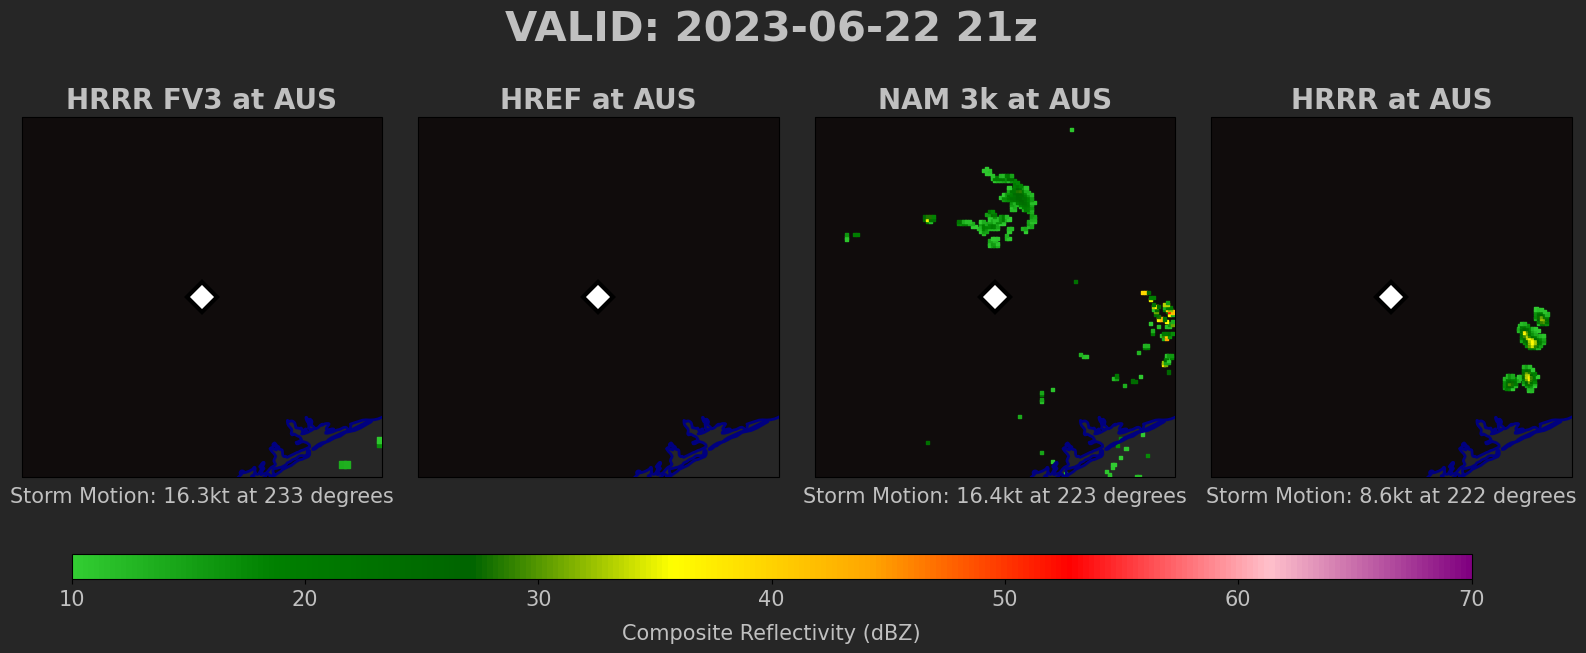 VALID: 2023-06-22 21z
HRRR FV3 at AUS
HREF at AUS
NAM 3k at AUS
HRRR at AUS
Storm Motion: 16.3kt at 233 degrees
Storm Motion: 16.4kt at 223 degrees
Storm Motion: 8.6kt at 222 degrees
10 20 30 40 50 60 70
Composite Reflectivity (dBZ)